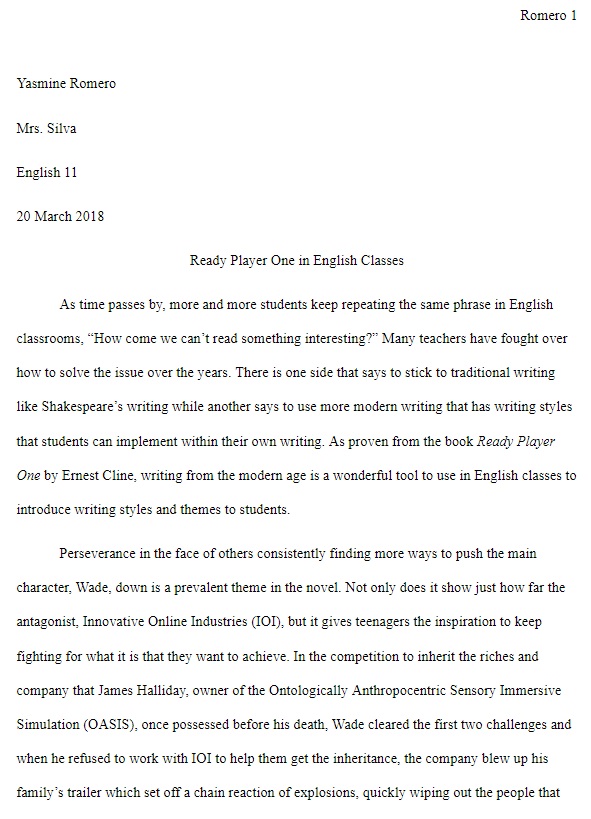 Romero 1
Yasmine Romero
Mrs. Silva
English 11
20 March 2018
Ready Player One in English Classes
As time passes by, more and more students keep repeating the same phrase in English
classrooms, “How come we can’t read something interesting?” Many teachers have fought over
how to solve the issue over the years. There is one side that says to stick to traditional writing
like Shakespeare’s writing while another says to use more modern writing that has writing styles
that students can implement within their own writing. As proven from the book Ready Player
One by Ernest Cline, writing from the modern age is a wonderful tool to use in English classes to
introduce writing styles and themes to students.
Perseverance in the face of others consistently finding more ways to push the main
character, Wade, down is a prevalent theme in the novel. Not only does it show just how far the
antagonist, Innovative Online Industries (IOI), but it gives teenagers the inspiration to keep
fighting for what it is that they want to achieve. In the competition to inherit the riches and
company that James Halliday, owner of the Ontologically Anthropocentric Sensory Immersive
Simulation (OASIS), once possessed before his death, Wade cleared the first two challenges and
when he refused to work with IOI to help them get the inheritance, the company blew up his
family’s trailer which set off a chain reaction of explosions, quickly wiping out the people that